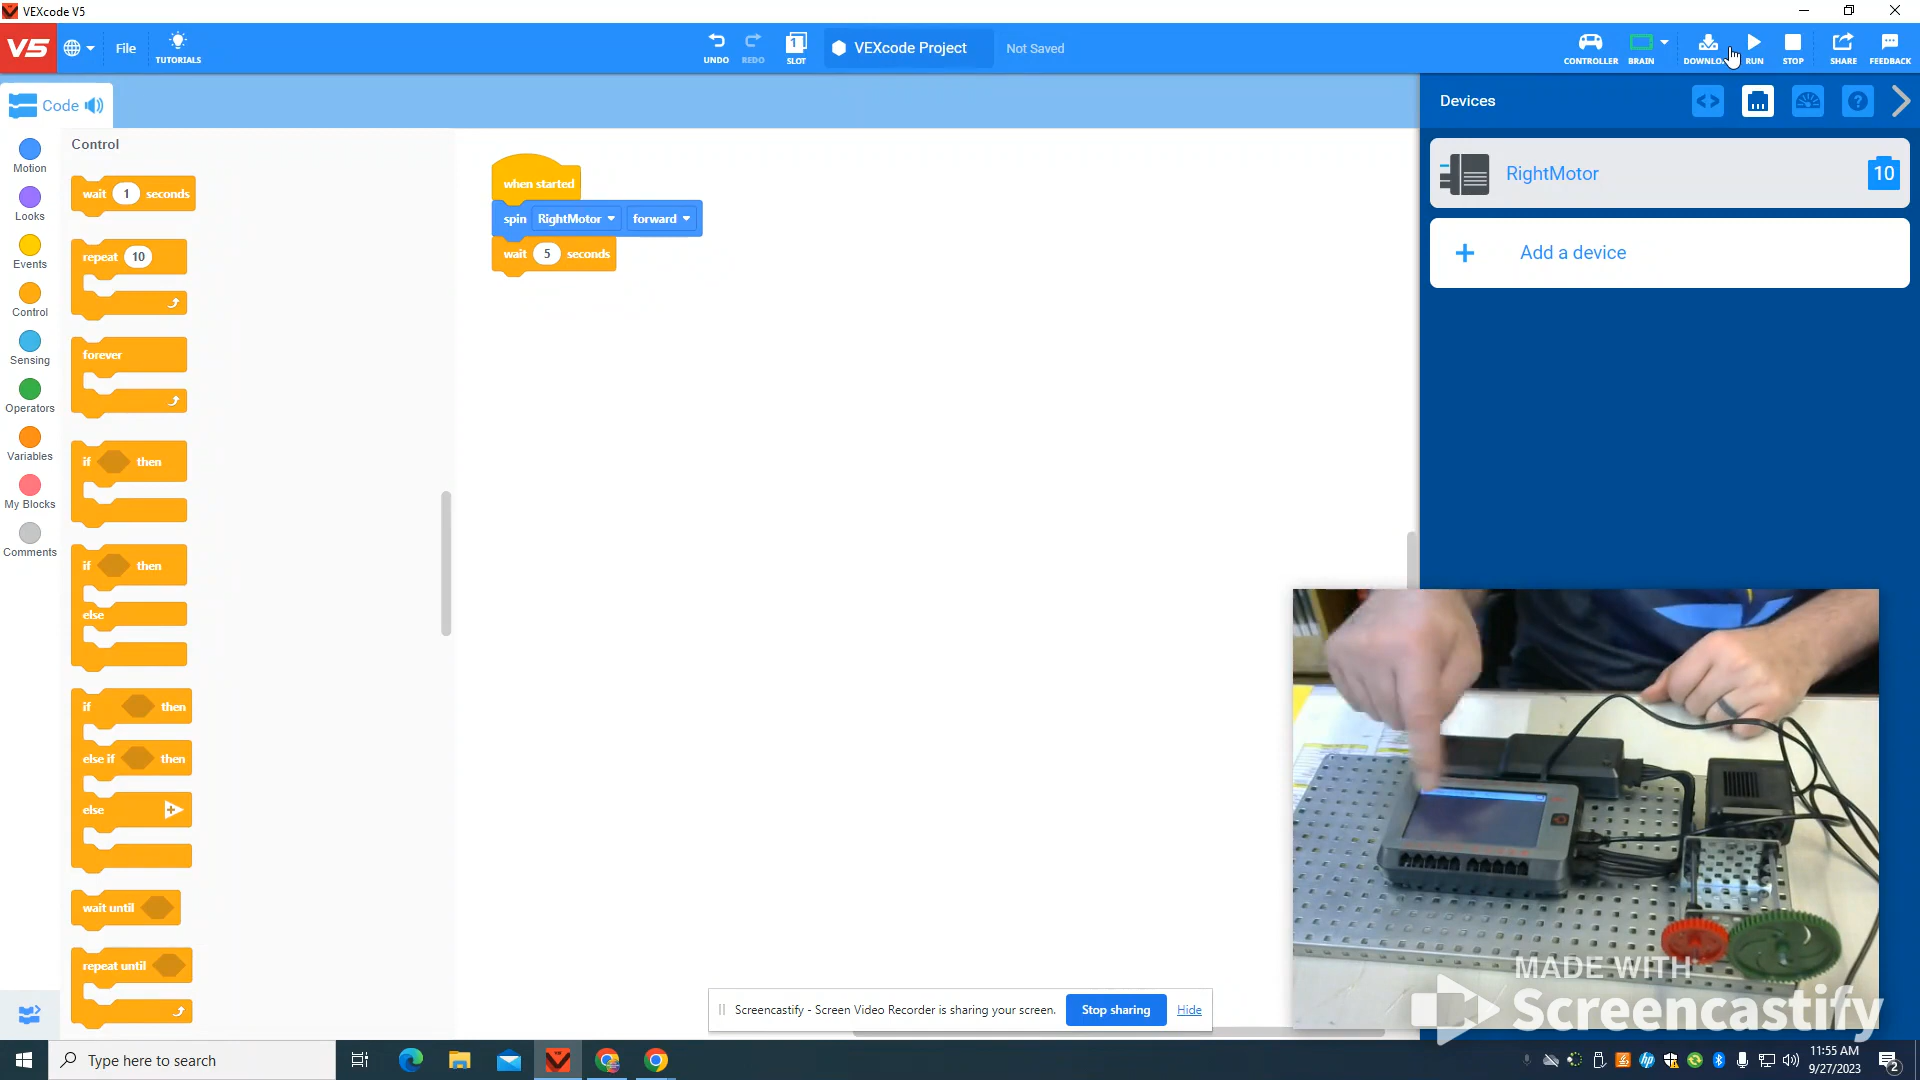 VEXcode V5
V5
File
TUTORIALS
UNDO
REDO
1
SLOT
VEXcode Project
Not Saved
CONTROLLER
BRAIN
DOWNLOAD
RUN
STOP
SHARE
FEEDBACK
Code
Devices
Motion
Looks
Events
Control
Sensing
Operators
Variables
My Blocks
Comments
Control
wait 1 seconds
repeat 10
forever
if then
if then
else
if then
else if then
else
wait until
repeat until
when started
spin RightMotor forward
wait 5 seconds
RightMotor 10
+ Add a device
MADE WITH
Screencastify
Screencastify - Screen Video Recorder is sharing your screen.
Stop sharing
Hide
Type here to search
11:55 AM
9/27/2023
2